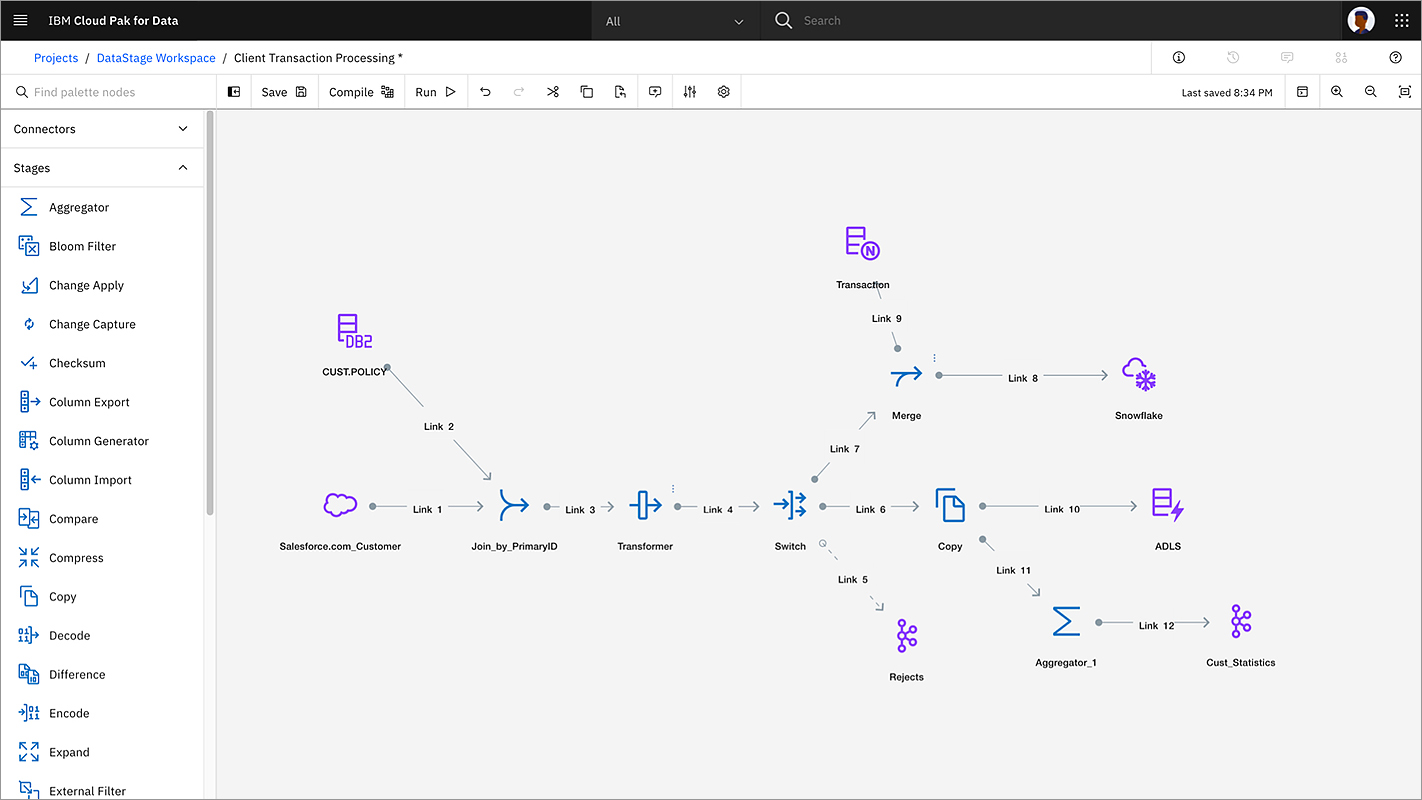 IBM Cloud Pak for Data
All
Search
Projects / DataStage Workspace / Client Transaction Processing *
Find palette nodes
Save
Compile
Run
Last saved 8:34 PM
Connectors
Stages
Aggregator
Bloom Filter
Change Apply
Change Capture
Checksum
Column Export
Column Generator
Column Import
Compare
Compress
Copy
Decode
Difference
Encode
Expand
External Filter
N
Transaction
Link 9
DB2
CUST.POLICY
Link 2
Merge
Link 8
Snowflake
Link 7
Salesforce.com_Customer
Link 1
Join_by_PrimaryID
Link 3
Transformer
Link 4
Switch
Link 6
Copy
Link 10
ADLS
Link 5
Rejects
Link 11
Aggregator_1
Link 12
Cust_Statistics